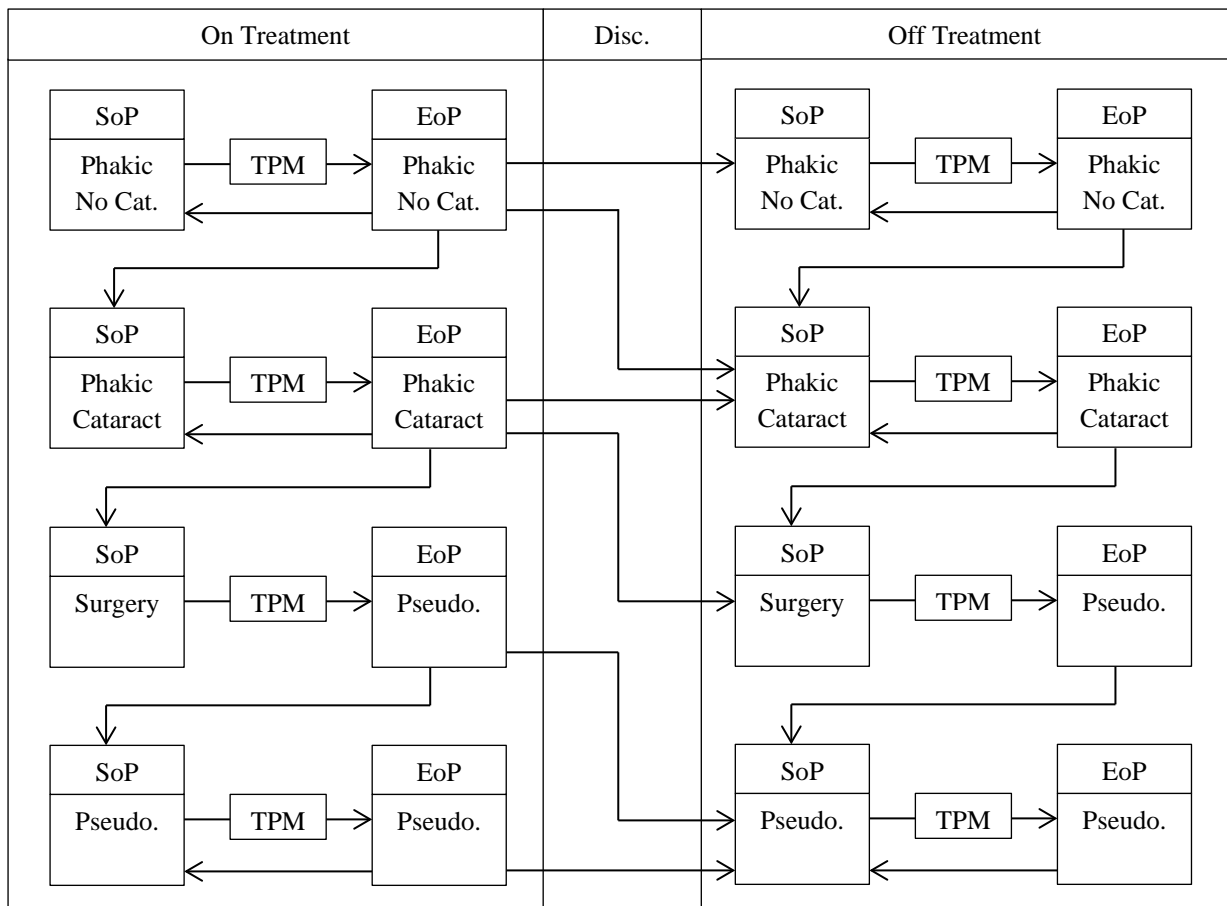 On Treatment
Disc.
Off Treatment
SoP
EoP
SoP
EoP
Phakic
No Cat.
TPM
Phakic
No Cat.
Phakic
No Cat.
TPM
Phakic
No Cat.
SoP
EoP
SoP
EoP
Phakic
Cataract
TPM
Phakic
Cataract
Phakic
Cataract
TPM
Phakic
Cataract
SoP
EoP
SoP
EoP
Surgery
TPM
Pseudo.
Surgery
TPM
Pseudo.
SoP
EoP
SoP
EoP
Pseudo.
TPM
Pseudo.
Pseudo.
TPM
Pseudo.